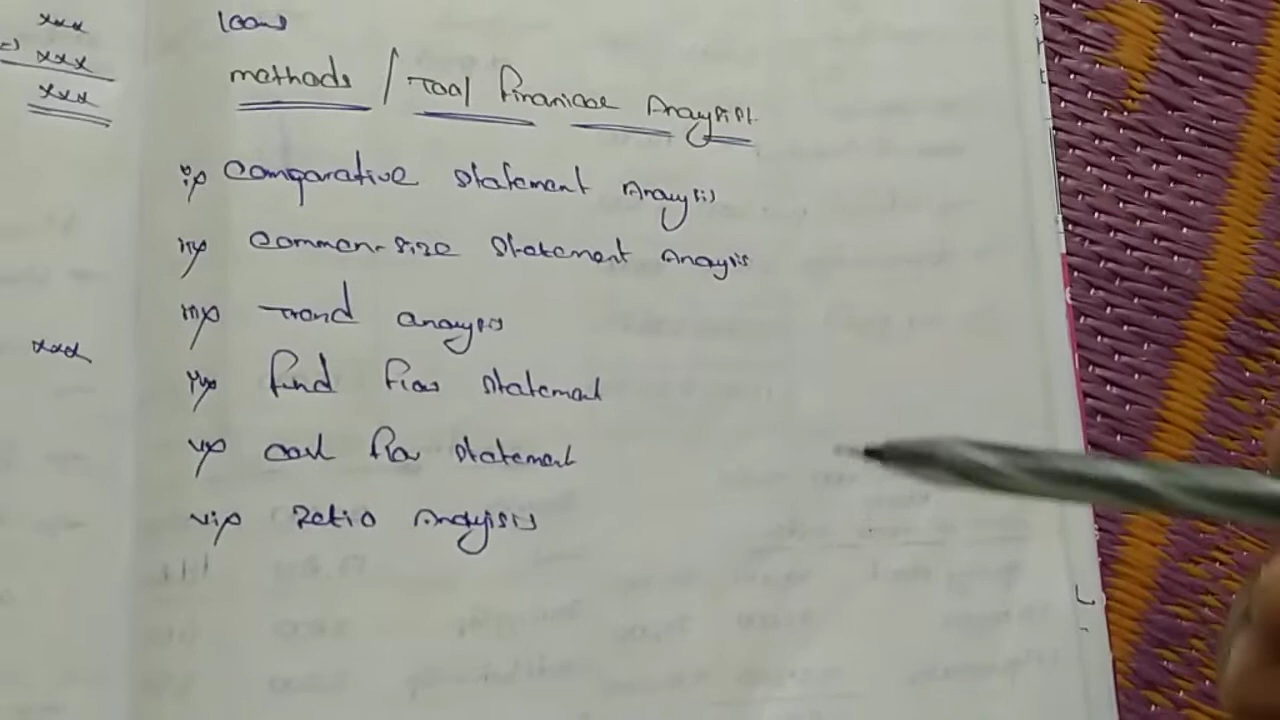 xxx
xxx
xxx
methods / Tool Financial Analysis
i) Comparative statement Analysis
ii) Common-size statement Analysis
iii) Trend analysis
xxx
iv) fund flow statement
v) cash flow statement
vi) Ratio Analysis